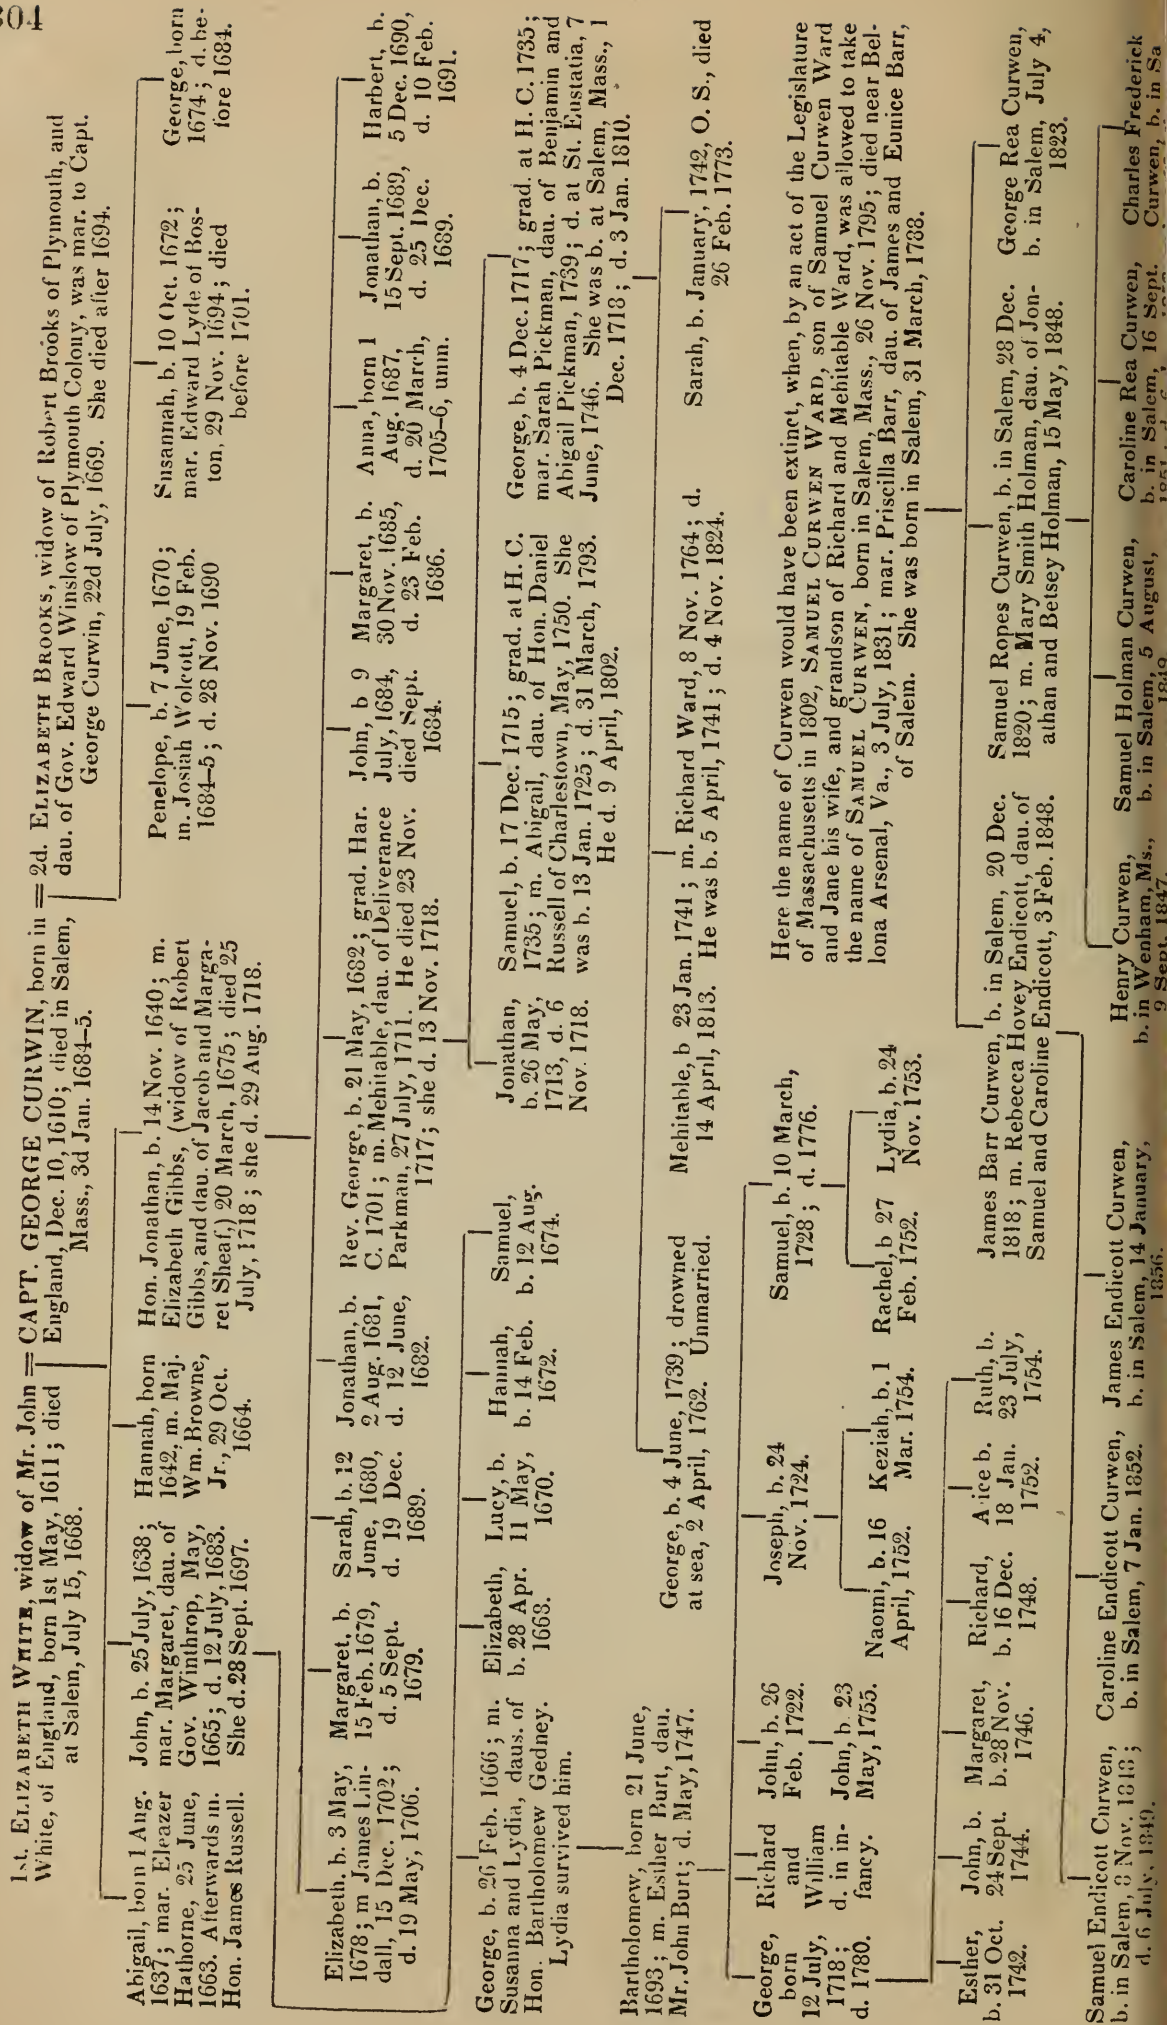 304
1st. ELIZABETH WHITE, widow of Mr. John
White, of England, born 1st May, 1611; died
at Salem, July 15, 1668.
= CAPT. GEORGE CURWIN, born in
England, Dec. 10, 1610; died in Salem,
Mass., 3d Jan. 1684-5.
= 2d. ELIZABETH BROOKS, widow of Robert Brooks of Plymouth, and
dau. of Gov. Edward Winslow of Plymouth Colony, was mar. to Capt.
George Curwin, 22d July, 1669. She died after 1694.
Abigail, born 1 Aug.
1637; mar. Eleazer
Hathorne, 25 June,
1663. Afterwards m.
Hon. James Russell.
John, b. 25 July, 1638;
mar. Margaret, dau. of
Gov. Winthrop, May,
1665; d. 12 July, 1683.
She d. 28 Sept. 1697.
Hannah, born
1642, m. Maj.
Wm. Browne,
Jr., 29 Oct.
1664.
Hon. Jonathan, b. 14 Nov. 1640; m.
Elizabeth Gibbs, (widow of Robert
Gibbs, and dau. of Jacob and Marga-
ret Sheaf,) 20 March, 1675; died 25
July, 1718; she d. 29 Aug. 1718.
Penelope, b. 7 June, 1670;
m. Josiah Wolcott, 19 Feb.
1684-5; d. 28 Nov. 1690
Susannah, b. 10 Oct. 1672;
mar. Edward Lyde of Bos-
ton, 29 Nov. 1694; died
before 1701.
George, born
1674; d. be-
fore 1684.
Elizabeth, b. 3 May,
1678; m James Lin-
dall, 15 Dec. 1702;
d. 19 May, 1706.
Margaret, b.
15 Feb. 1679,
d. 5 Sept.
1679.
Sarah, b. 12
June, 1680,
d. 19 Dec.
1689.
Jonathan, b.
2 Aug. 1681,
d. 12 June,
1682.
Rev. George, b. 21 May, 1682; grad. Har.
C. 1701; m. Mehitable, dau. of Deliverance
Parkman, 27 July, 1711. He died 23 Nov.
1717; she d. 13 Nov. 1718.
John, b 9
July, 1684,
died Sept.
1684.
Margaret, b.
30 Nov. 1685,
d. 23 Feb.
1686.
Anna, born 1
Aug. 1687,
d. 20 March,
1705-6, unm.
Jonathan, b.
15 Sept. 1689,
d. 25 Dec.
1689.
Harbert, b.
5 Dec. 1690,
d. 10 Feb.
1691.
George, b. 26 Feb. 1666; m.
Susanna and Lydia, daus. of
Hon. Bartholomew Gedney.
Lydia survived him.
Elizabeth,
b. 28 Apr.
1668.
Lucy, b.
11 May,
1670.
Hannah,
b. 14 Feb.
1672.
Samuel,
b. 12 Aug.
1674.
Jonathan,
b. 26 May,
1713, d. 6
Nov. 1718.
Samuel, b. 17 Dec. 1715; grad. at H. C.
1735; m. Abigail, dau. of Hon. Daniel
Russell of Charlestown, May, 1750. She
was b. 13 Jan. 1725; d. 31 March, 1793.
He d. 9 April, 1802.
George, b. 4 Dec. 1717; grad. at H. C. 1735;
mar. Sarah Pickman, dau. of Benjamin and
Abigail Pickman, 1739; d. at St. Eustatia, 7
June, 1746. She was b. at Salem, Mass., 1
Dec. 1718; d. 3 Jan. 1810.
Bartholomew, born 21 June,
1693; m. Esther Burt, dau.
Mr. John Burt; d. May, 1747.
George, b. 4 June, 1739; drowned
at sea, 2 April, 1762. Unmarried.
Mehitable, b 23 Jan. 1741; m. Richard Ward, 8 Nov. 1764; d.
14 April, 1813. He was b. 5 April, 1741; d. 4 Nov. 1824.
Sarah, b. January, 1742, O. S., died
26 Feb. 1773.
George,
born
12 July,
1718;
d. 1780.
Richard
and
William
d. in in-
fancy.
John, b. 26
Feb. 1722.
John, b. 23
May, 1755.
Joseph, b. 24
Nov. 1724.
Naomi, b. 16
April, 1752.
Keziah, b. 1
Mar. 1754.
Samuel, b. 10 March,
1728; d. 1776.
Rachel, b 27
Feb. 1752.
Lydia, b. 24
Nov. 1753.
Here the name of Curwen would have been extinct, when, by an act of the Legislature
of Massachusetts in 1802, SAMUEL CURWEN WARD, son of Samuel Curwen Ward
and Jane his wife, and grandson of Richard and Mehitable Ward, was allowed to take
the name of SAMUEL CURWEN, born in Salem, Mass., 26 Nov. 1795; died near Bel-
lona Arsenal, Va., 3 July, 1831; mar. Priscilla Barr, dau. of James and Eunice Barr,
of Salem. She was born in Salem, 31 March, 1788.
Esther,
b. 31 Oct.
1742.
John, b.
24 Sept.
1744.
Margaret,
b. 28 Nov.
1746.
Richard,
b. 16 Dec.
1748.
Alice b.
18 Jan.
1752.
Ruth, b.
23 July,
1754.
James Barr Curwen, b. in Salem, 20 Dec.
1818; m. Rebecca Hovey Endicott, dau. of
Samuel and Caroline Endicott, 3 Feb. 1848.
Samuel Ropes Curwen, b. in Salem, 28 Dec.
1820; m. Mary Smith Holman, dau. of Jon-
athan and Betsey Holman, 15 May, 1848.
George Rea Curwen,
b. in Salem, July 4,
1823.
Samuel Endicott Curwen,
b. in Salem, 8 Nov.
d. 6 July, 1849.
Caroline Endicott Curwen,
b. in Salem, 7 Jan. 1852.
James Endicott Curwen,
b. in Salem, 14 January,
1856.
Henry Curwen,
b. in Wenham, Ms.,
9 Sept. 1847.
Samuel Holman Curwen,
b. in Salem, 5 August,
1849
Caroline Rea Curwen,
b. in Salem, 16 Sept.
Charles Frederick
Curwen, b. in Sa